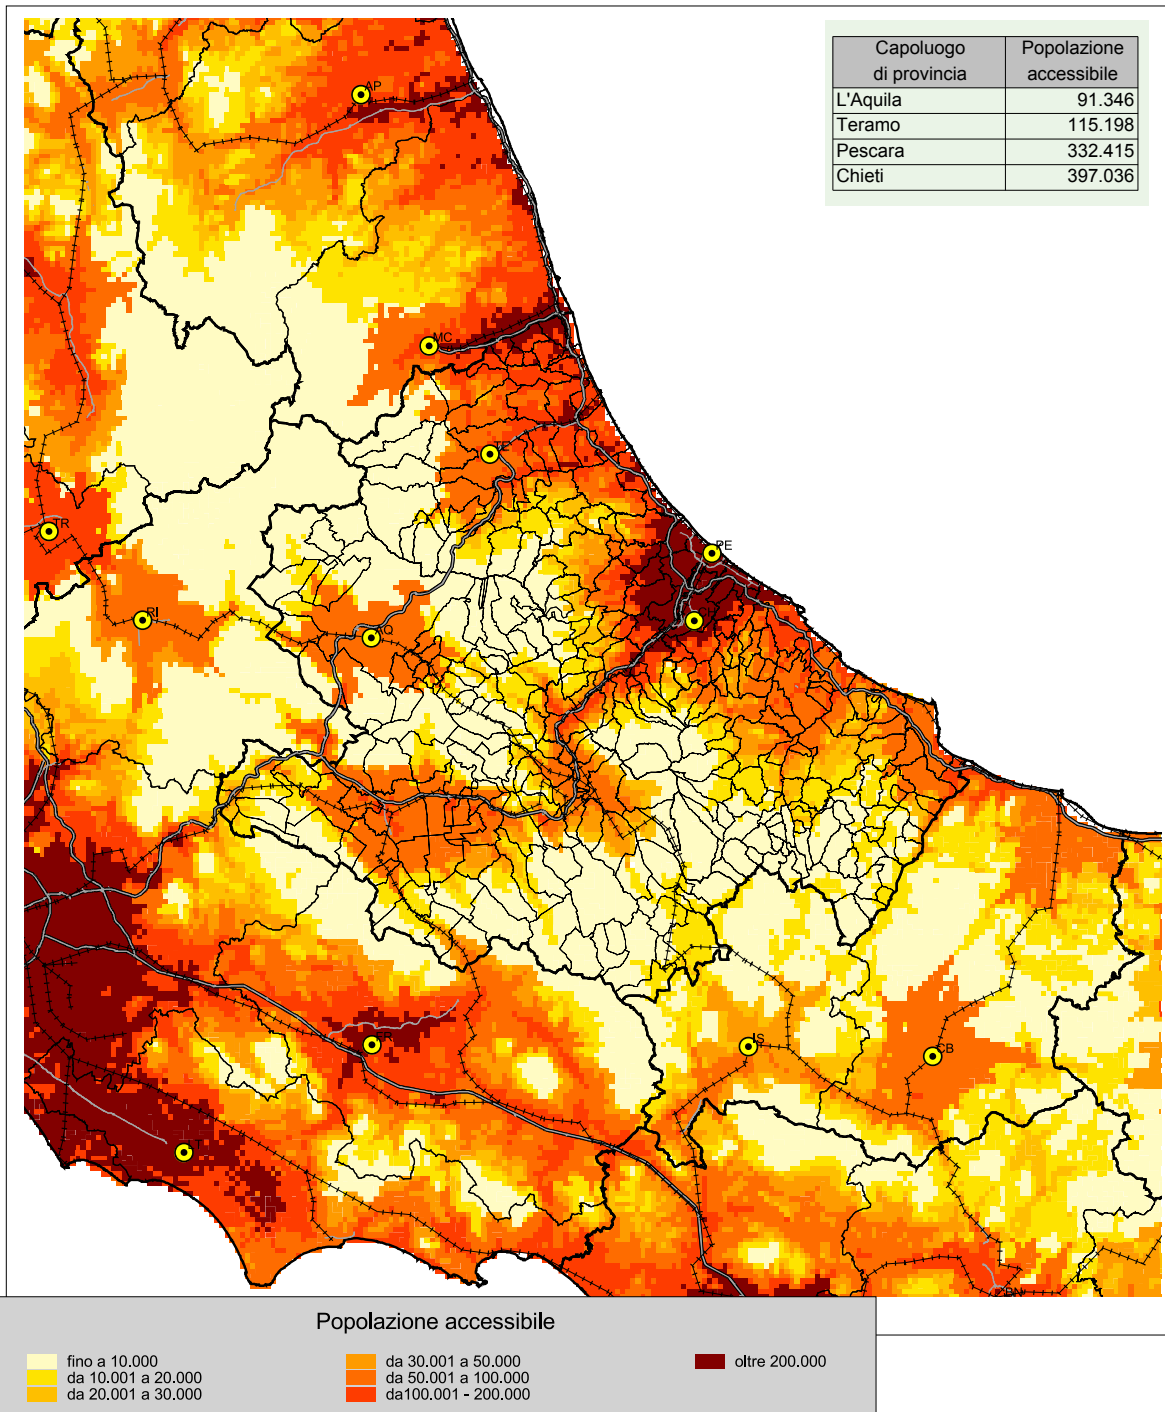 Capoluogo di provincia Popolazione accessibile
L'Aquila 91.346
Teramo 115.198
Pescara 332.415
Chieti 397.036
AP
MC
TE
TR
PE
RI
AQ
FR
IS
CB
BN
Popolazione accessibile
fino a 10.000
da 10.001 a 20.000
da 20.001 a 30.000
da 30.001 a 50.000
da 50.001 a 100.000
da100.001 - 200.000
oltre 200.000